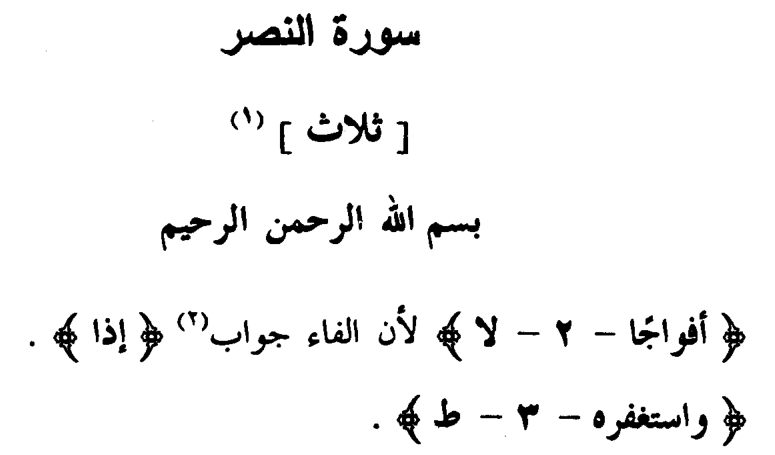 سورة النصر
[ ثلاث ] (١)
بسم الله الرحمن الرحيم
﴿ أفواجًا – ٢ – لا ﴾ لأن الفاء جواب(٢) ﴿ إذا ﴾ .
﴿ واستغفره – ٣ – ط ﴾ .